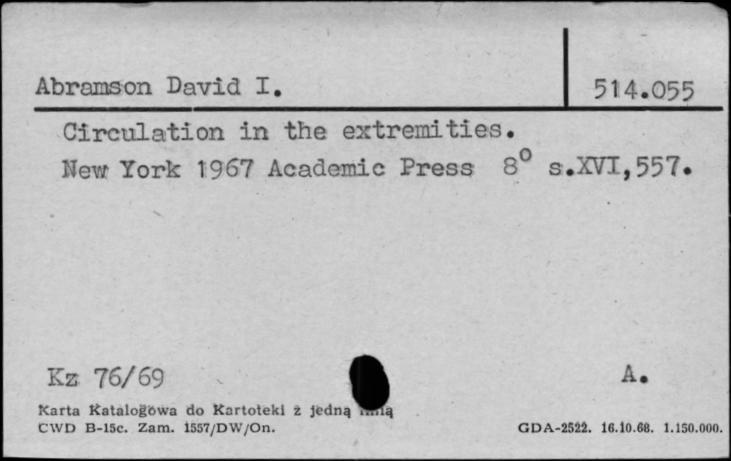 Abramson David I. 514.055
Circulation in the extremities.
New York 1967 Academic Press 8° s.XVI,557.
Kz 76/69 A.
Karta Katalogowa do Kartoteki z jedną
CWD B-15c. Zam. 1557/DW/On. GDA-2522. 16.10.68. 1.150.000.